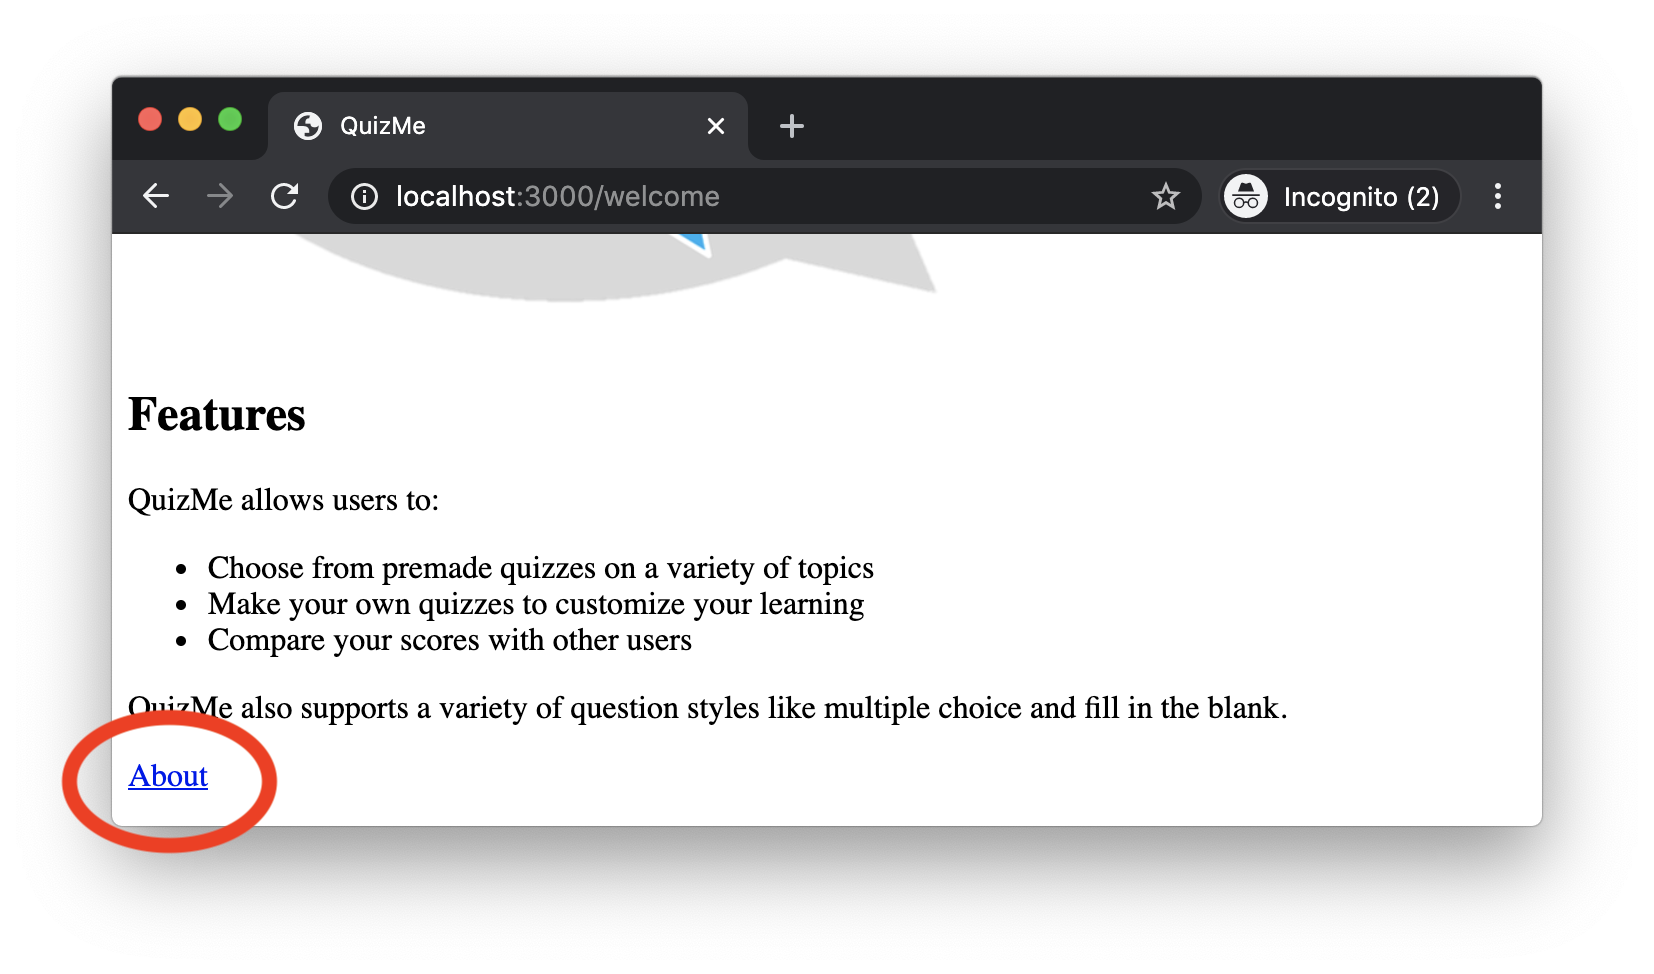 QuizMe
localhost:3000/welcome
Incognito (2)
Features
QuizMe allows users to:
Choose from premade quizzes on a variety of topics
Make your own quizzes to customize your learning
Compare your scores with other users
QuizMe also supports a variety of question styles like multiple choice and fill in the blank.
About